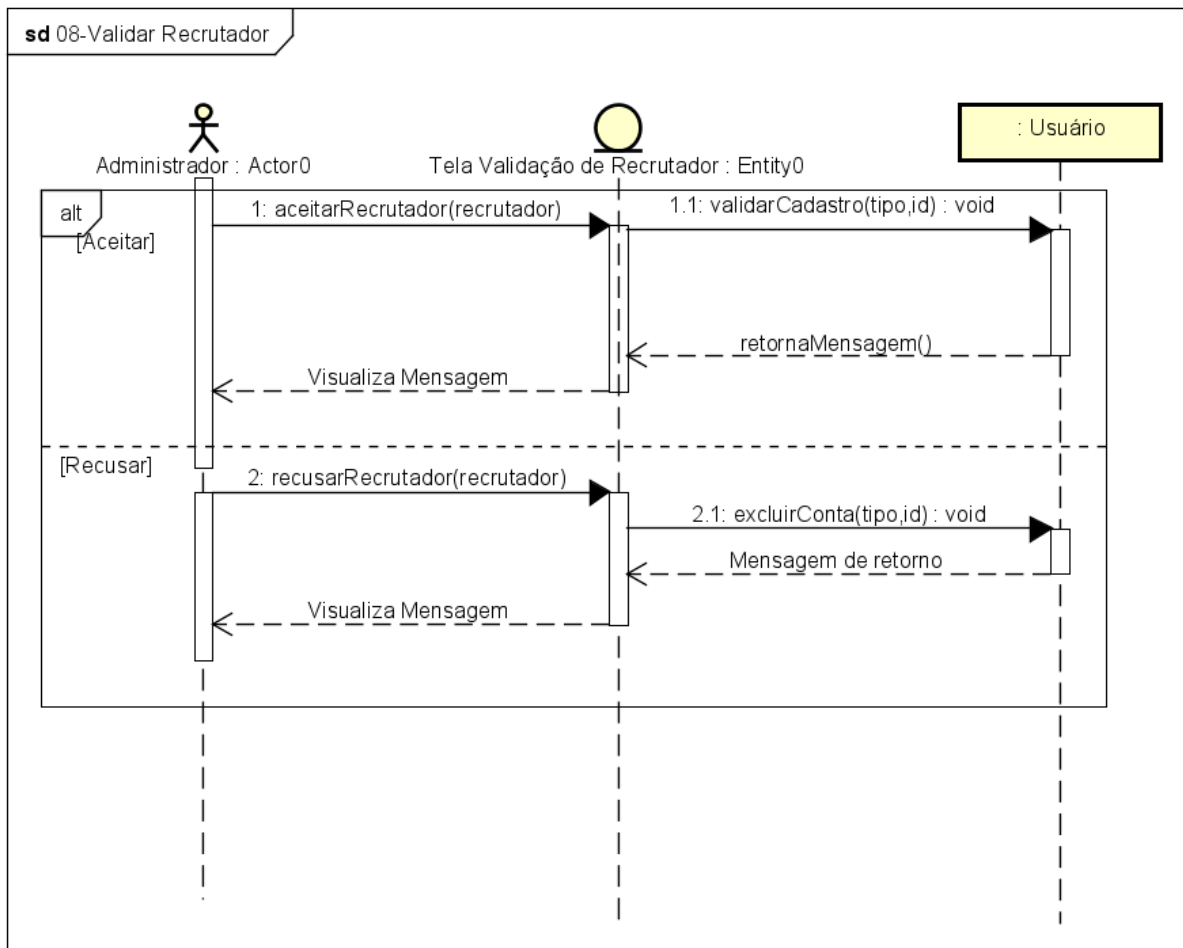 sd 08-Validar Recrutador
Administrador : Actor0
Tela Validação de Recrutador : Entity0
: Usuário
alt
[Aceitar]
1: aceitarRecrutador(recrutador)
1.1: validarCadastro(tipo,id) : void
retornaMensagem()
Visualiza Mensagem
[Recusar]
2: recusarRecrutador(recrutador)
2.1: excluirConta(tipo,id) : void
Mensagem de retorno
Visualiza Mensagem